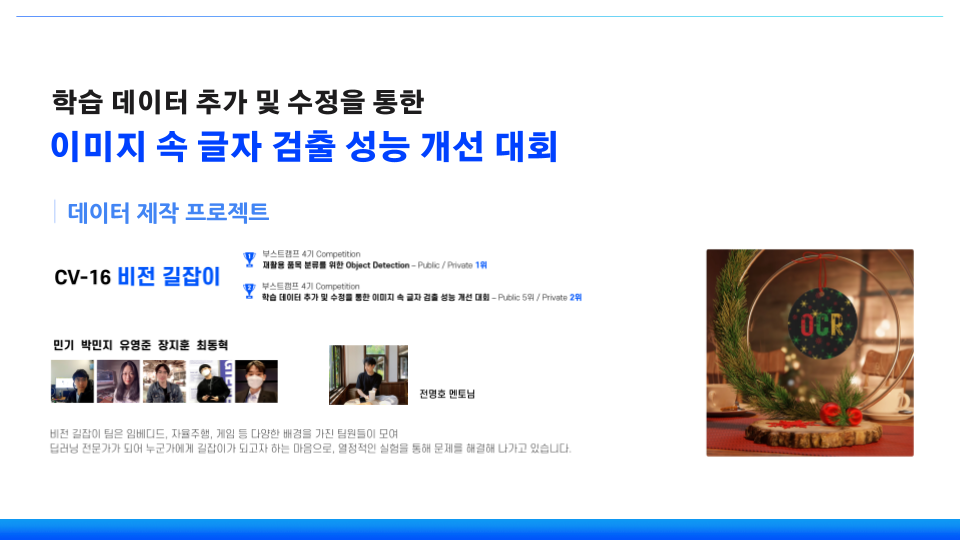 학습 데이터 추가 및 수정을 통한
이미지 속 글자 검출 성능 개선 대회
데이터 제작 프로젝트
CV-16 비전 길잡이
1
부스트캠프 4기 Competition
재활용 품목 분류를 위한 Object Detection – Public / Private 1위
2
부스트캠프 4기 Competition
학습 데이터 추가 및 수정을 통한 이미지 속 글자 검출 성능 개선 대회 – Public 5위 / Private 2위
민기 박민지 유영준 장지훈 최동혁
전명호 멘토님
비전 길잡이 팀은 임베디드, 자율주행, 게임 등 다양한 배경을 가진 팀원들이 모여
딥러닝 전문가가 되어 누군가에게 길잡이가 되고자 하는 마음으로, 열정적인 실험을 통해 문제를 해결해 나가고 있습니다.
OCR